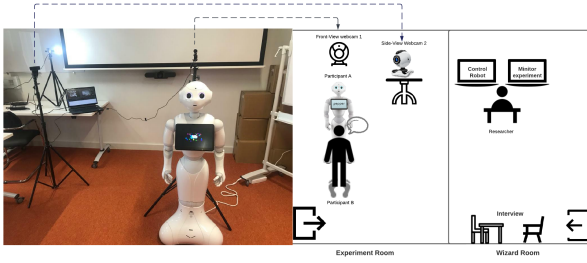 Front-View webcam 1
Side-View Webcam 2
Participant A
Participant B
Control
Robot
Minitor
experiment
Researcher
Interview
Experiment Room
Wizard Room